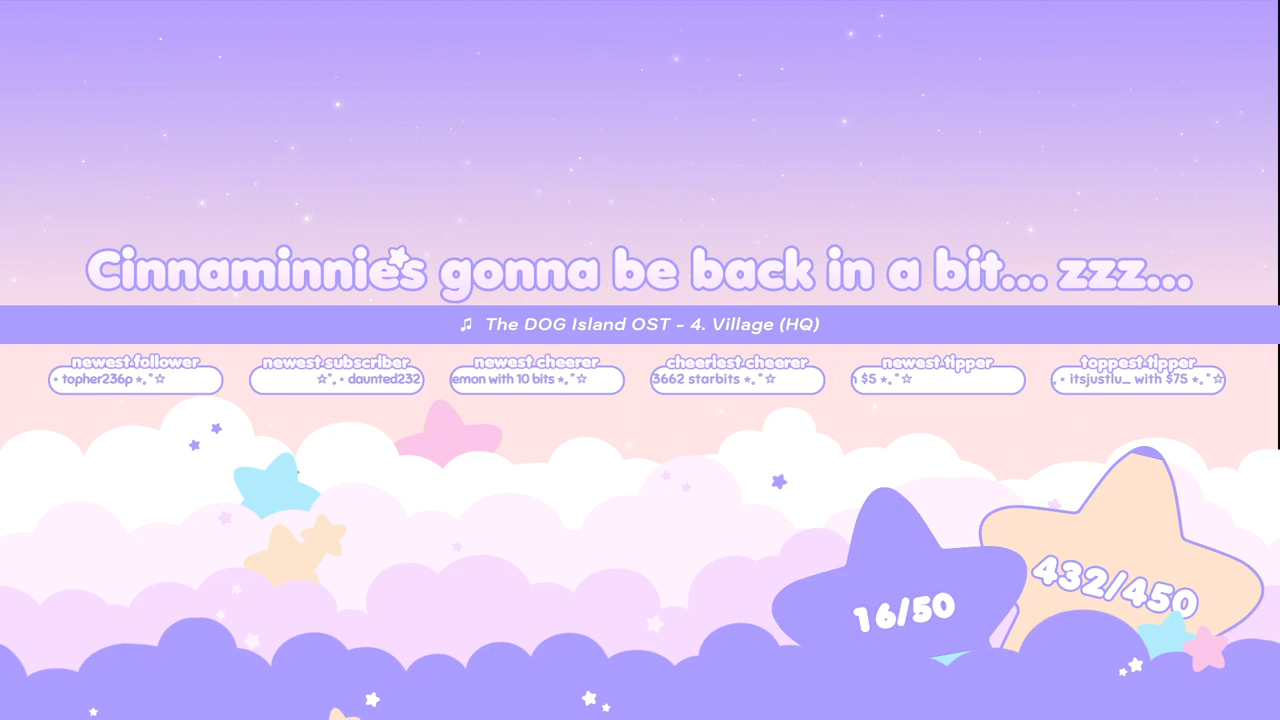 Cinnaminnie's gonna be back in a bit... zzz...
♫ The DOG Island OST - 4. Village (HQ)
newest follower
⋆ topher236p ⋆｡˚☆
newest subscriber
☆˚｡⋆ daunted232
newest cheerer
emon with 10 bits ⋆｡˚☆
cheeriest cheerer
3662 starbits ⋆｡˚☆
newest tipper
$5 ⋆｡˚☆
toppest tipper
｡⋆ itsjustlu_ with $75 ⋆｡˚☆
16/50
432/450